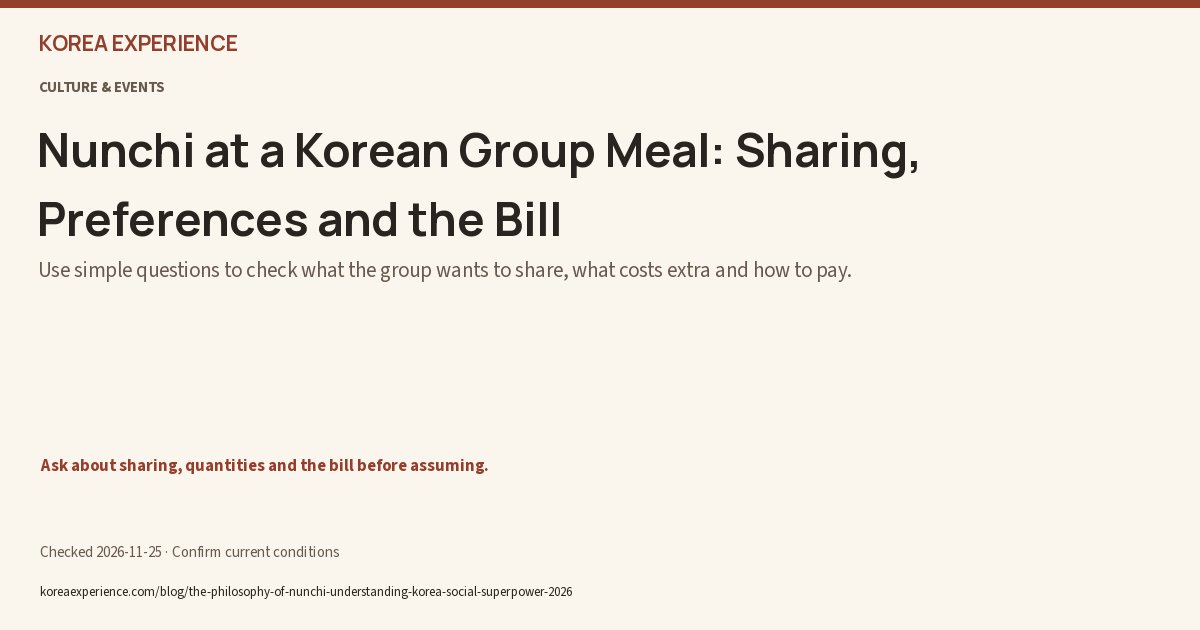 KOREA EXPERIENCE
CULTURE & EVENTS
Nunchi at a Korean Group Meal: Sharing,
Preferences and the Bill
Use simple questions to check what the group wants to share, what costs extra and how to pay.
Ask about sharing, quantities and the bill before assuming.
Checked 2026-11-25 · Confirm current conditions
koreaexperience.com/blog/the-philosophy-of-nunchi-understanding-korea-social-superpower-2026